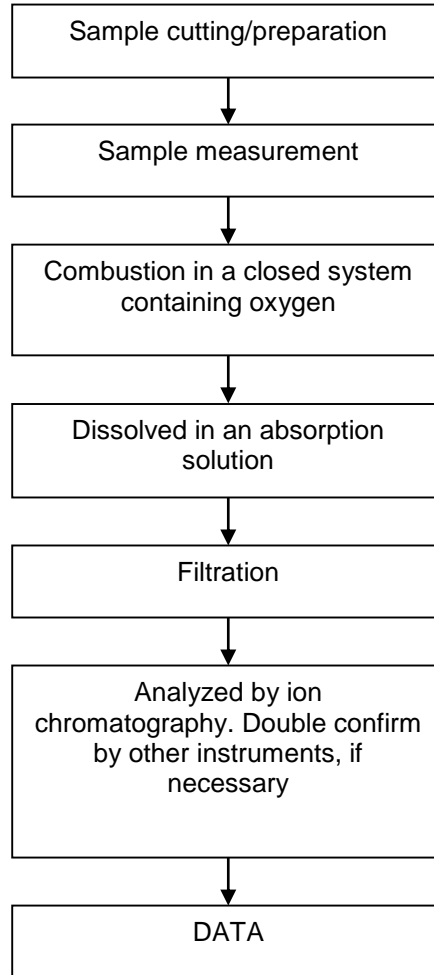 Sample cutting/preparation
Sample measurement
Combustion in a closed system
containing oxygen
Dissolved in an absorption
solution
Filtration
Analyzed by ion
chromatography. Double confirm
by other instruments, if
necessary
DATA